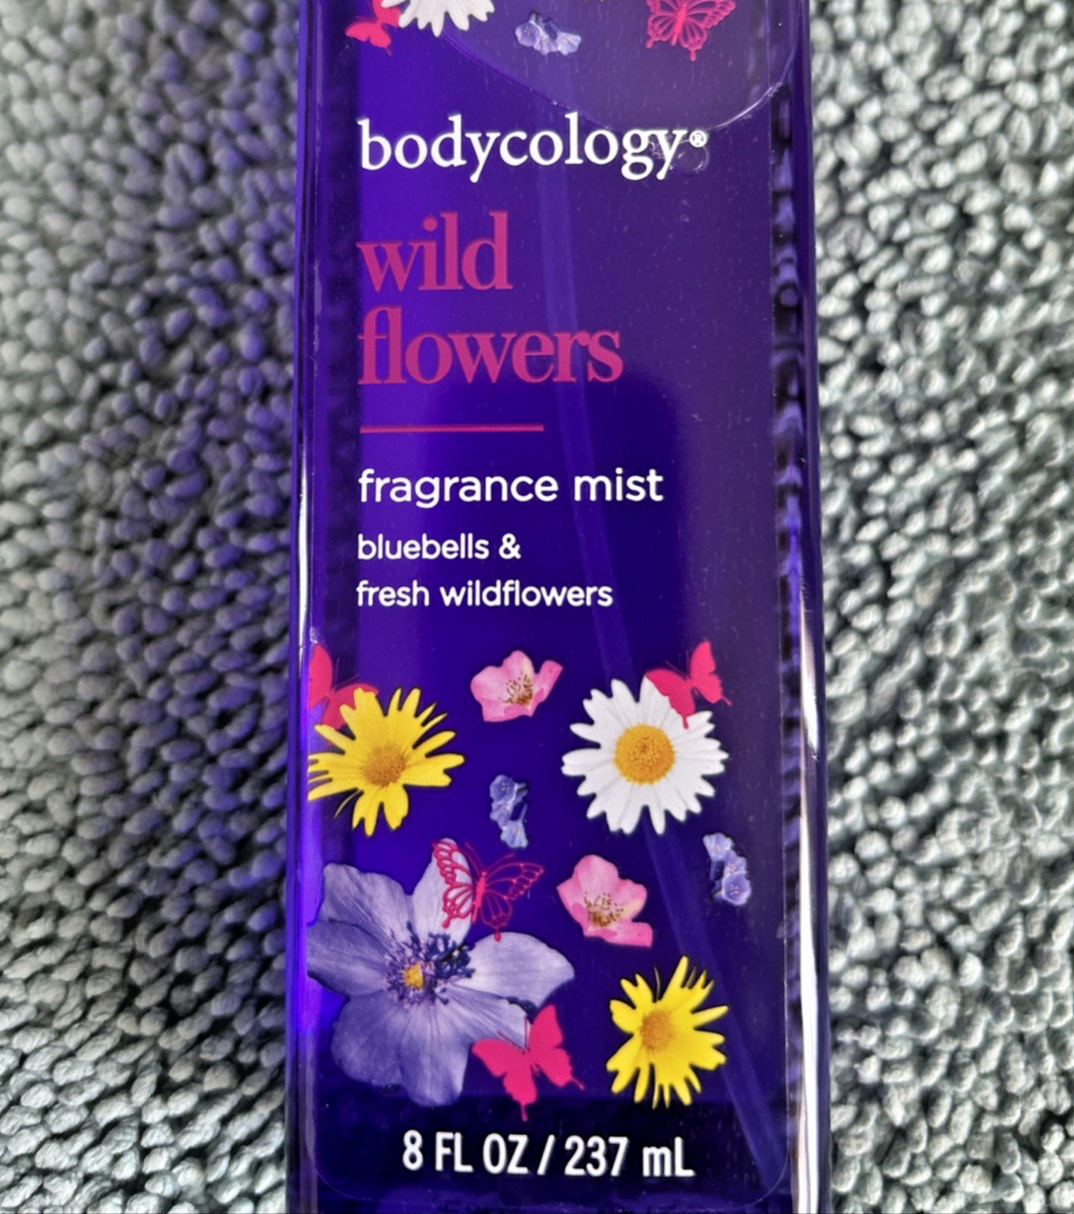 bodycology®
wild
flowers
fragrance mist
bluebells &
fresh wildflowers
8 FL OZ / 237 mL